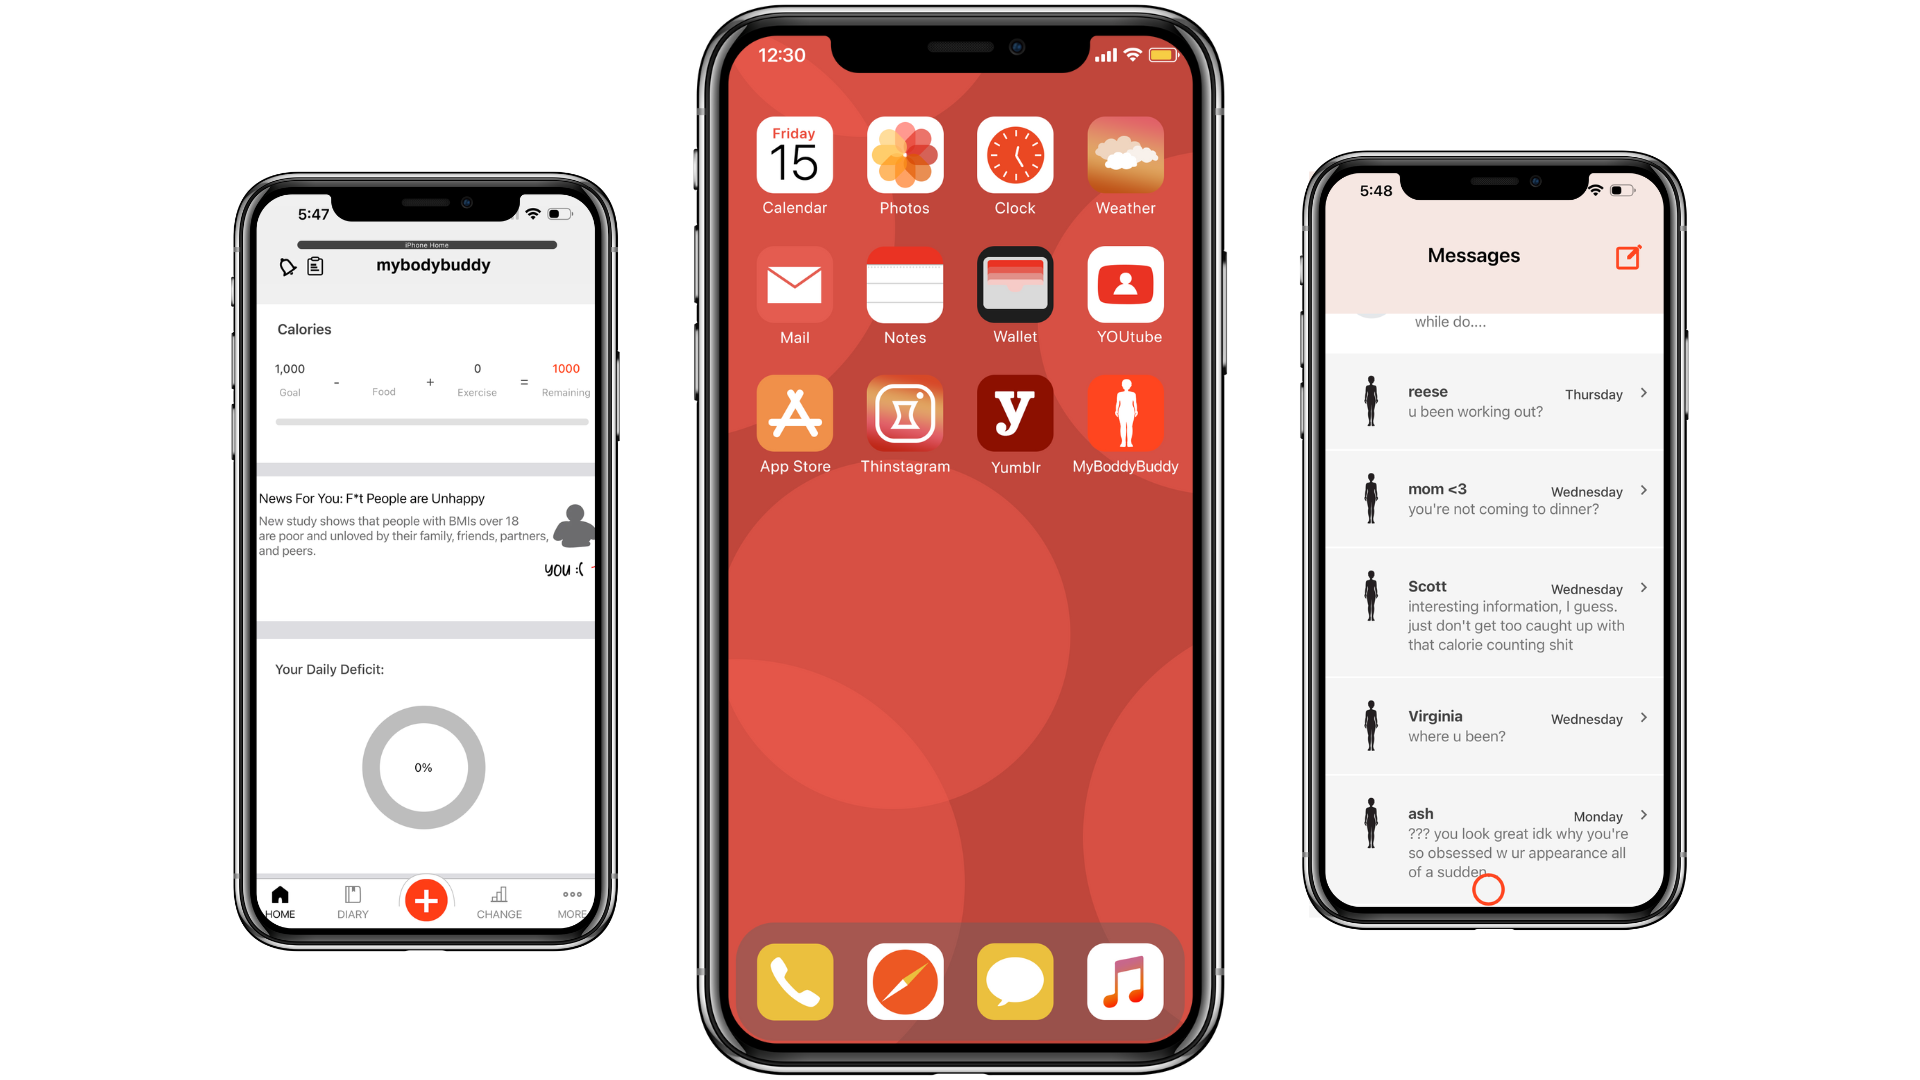 5:47
iPhone Home
mybodybuddy
Calories
1,000 - + 0 = 1000
Goal Food Exercise Remaining
News For You: F*t People are Unhappy
New study shows that people with BMIs over 18
are poor and unloved by their family, friends, partners,
and peers.
YOU :(
Your Daily Deficit:
0%
HOME DIARY + CHANGE MORE
12:30
Friday
15
Calendar Photos Clock Weather
Mail Notes Wallet YOUtube
y
App Store Thinstagram Yumblr MyBoddyBuddy
5:48
Messages
while do....
reese Thursday
u been working out?
mom <3 Wednesday
you're not coming to dinner?
Scott Wednesday
interesting information, I guess.
just don't get too caught up with
that calorie counting shit
Virginia Wednesday
where u been?
ash Monday
??? you look great idk why you're
so obsessed w ur appearance all
of a sudden